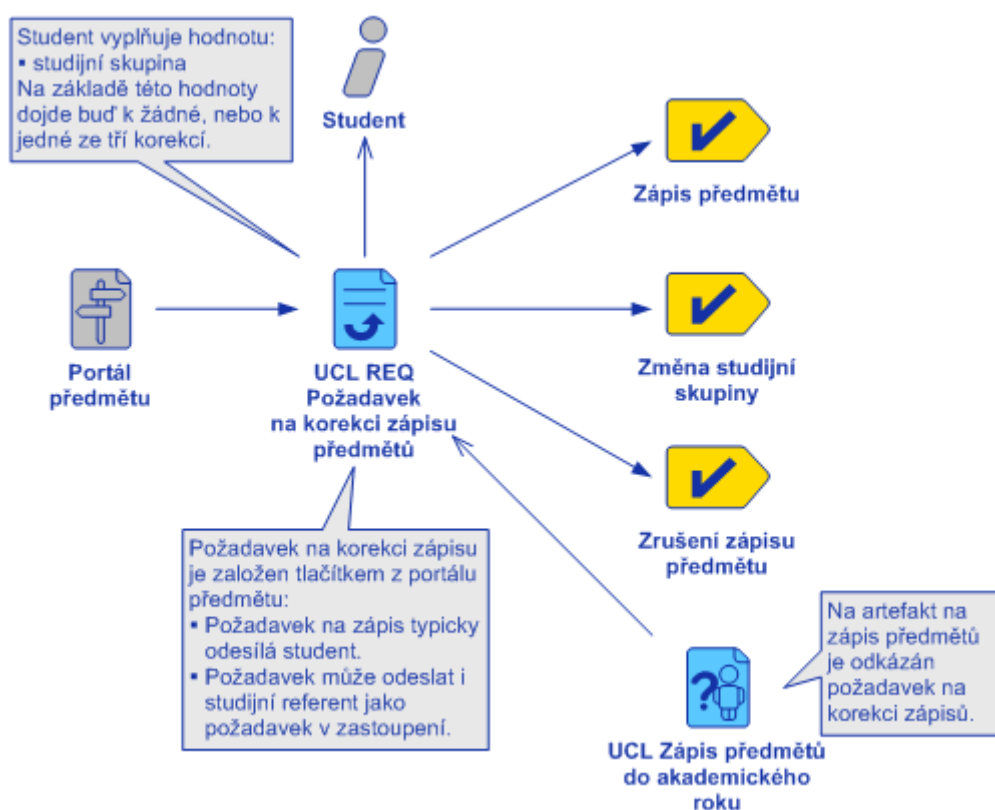 Student vyplňuje hodnotu:
▪ studijní skupina
Na základě této hodnoty
dojde buď k žádné, nebo k
jedné ze tří korekcí.
Student
Zápis předmětu
Portál
předmětu
UCL REQ
Požadavek
na korekci zápisu
předmětů
Změna studijní
skupiny
Zrušení zápisu
předmětu
Požadavek na korekci zápisu
je založen tlačítkem z portálu
předmětu:
▪ Požadavek na zápis typicky
odesílá student.
▪ Požadavek může odeslat i
studijní referent jako
požadavek v zastoupení.
Na artefakt na
zápis předmětů
je odkázán
požadavek na
korekci zápisů.
UCL Zápis předmětů
do akademického
roku